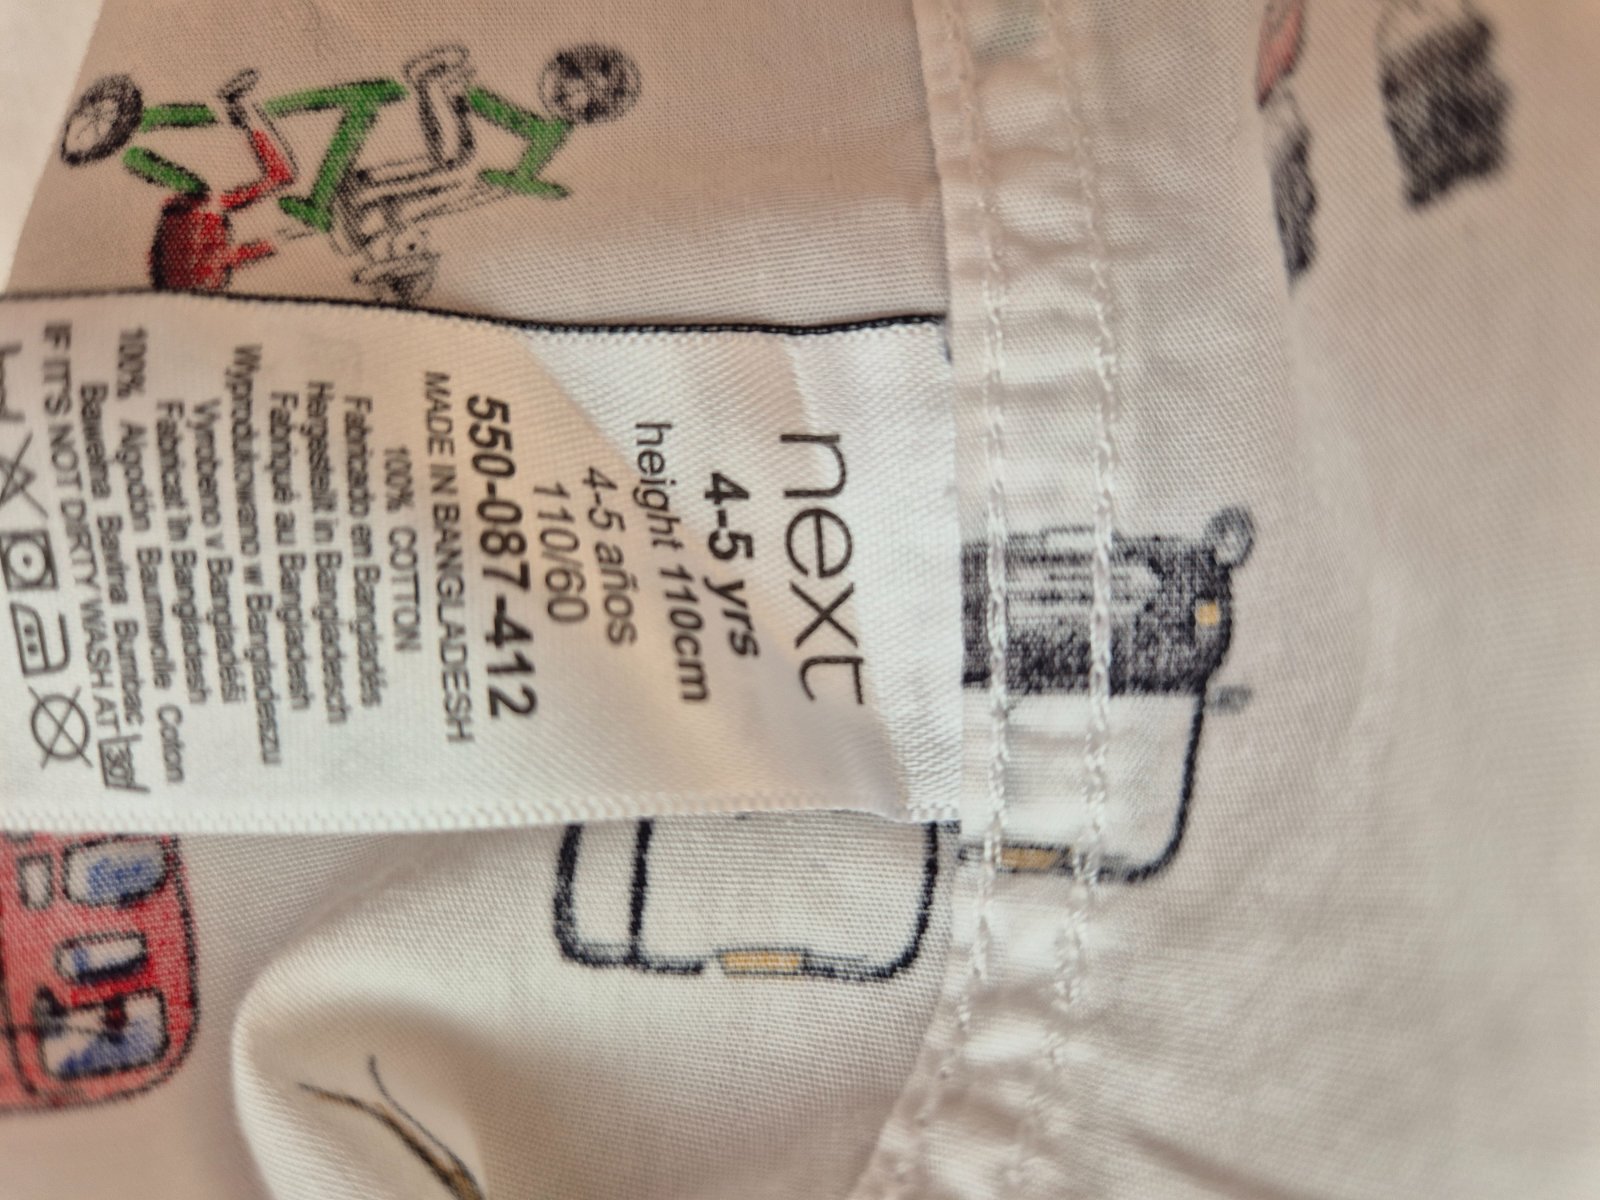 next
4-5 yrs
height 110cm
4-5 años
110/60
550-087-412
MADE IN BANGLADESH
100% COTTON
Fabricado en Bangladés
Hergestellt in Bangladesch
Fabriqué au Bangladesh
Wyprodukowano w Bangladeszu
Vyrobeno v Bangladéši
Fabricat în Bangladesh
100% Algodón Baumwolle Coton
Bawełna Bavlna Bumbac
IF IT'S NOT DIRTY WASH AT 30